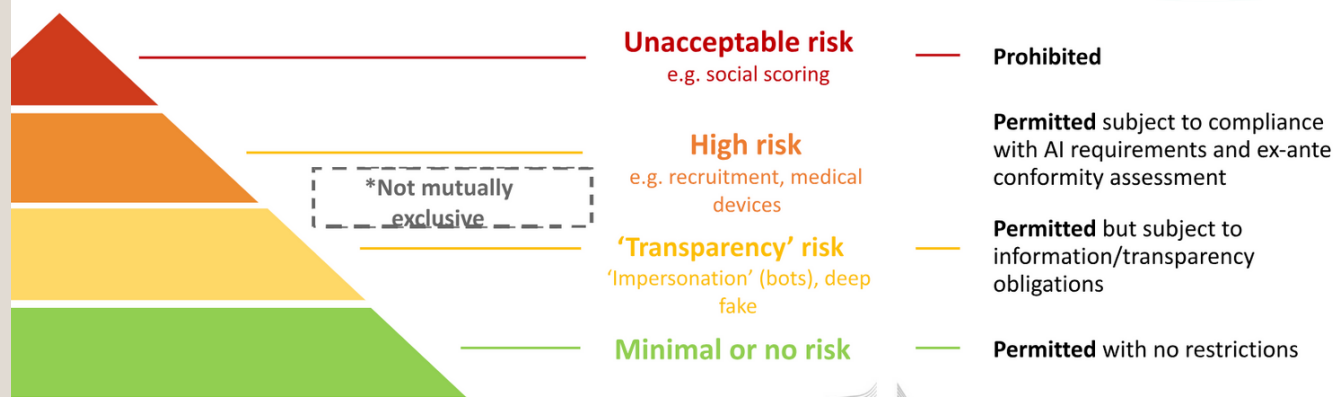 Unacceptable risk
e.g. social scoring
Prohibited
High risk
e.g. recruitment, medical
devices
Permitted subject to compliance
with AI requirements and ex-ante
conformity assessment
*Not mutually
exclusive
‘Transparency’ risk
‘Impersonation’ (bots), deep
fake
Permitted but subject to
information/transparency
obligations
Minimal or no risk
Permitted with no restrictions